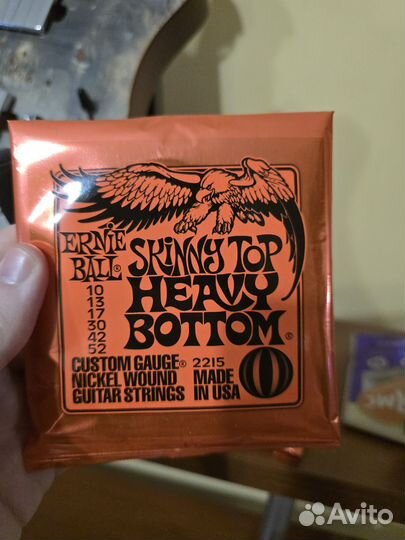 ERNIE
BALL®
SKINNY TOP
HEAVY
BOTTOM®
10
13
17
30
42
52
CUSTOM GAUGE® 2215
NICKEL WOUND MADE
GUITAR STRINGS IN USA
Avito